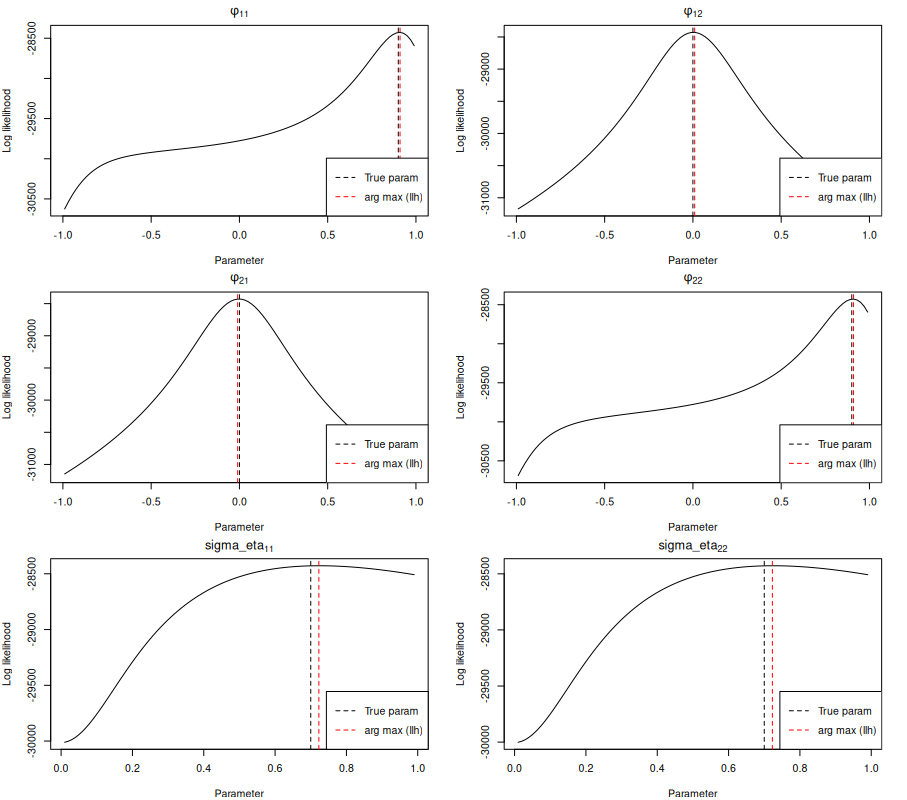 φ₁₁
Log likelihood
-28500
-29500
-30500
True param
arg max (llh)
-1.0 -0.5 0.0 0.5 1.0
Parameter
φ₁₂
Log likelihood
-29000
-30000
-31000
True param
arg max (llh)
-1.0 -0.5 0.0 0.5 1.0
Parameter
φ₂₁
Log likelihood
-29000
-30000
-31000
True param
arg max (llh)
-1.0 -0.5 0.0 0.5 1.0
Parameter
φ₂₂
Log likelihood
-28500
-29500
-30500
True param
arg max (llh)
-1.0 -0.5 0.0 0.5 1.0
Parameter
sigma_eta₁₁
Log likelihood
-28500
-29000
-29500
-30000
True param
arg max (llh)
0.0 0.2 0.4 0.6 0.8 1.0
Parameter
sigma_eta₂₂
Log likelihood
-28500
-29000
-29500
-30000
True param
arg max (llh)
0.0 0.2 0.4 0.6 0.8 1.0
Parameter